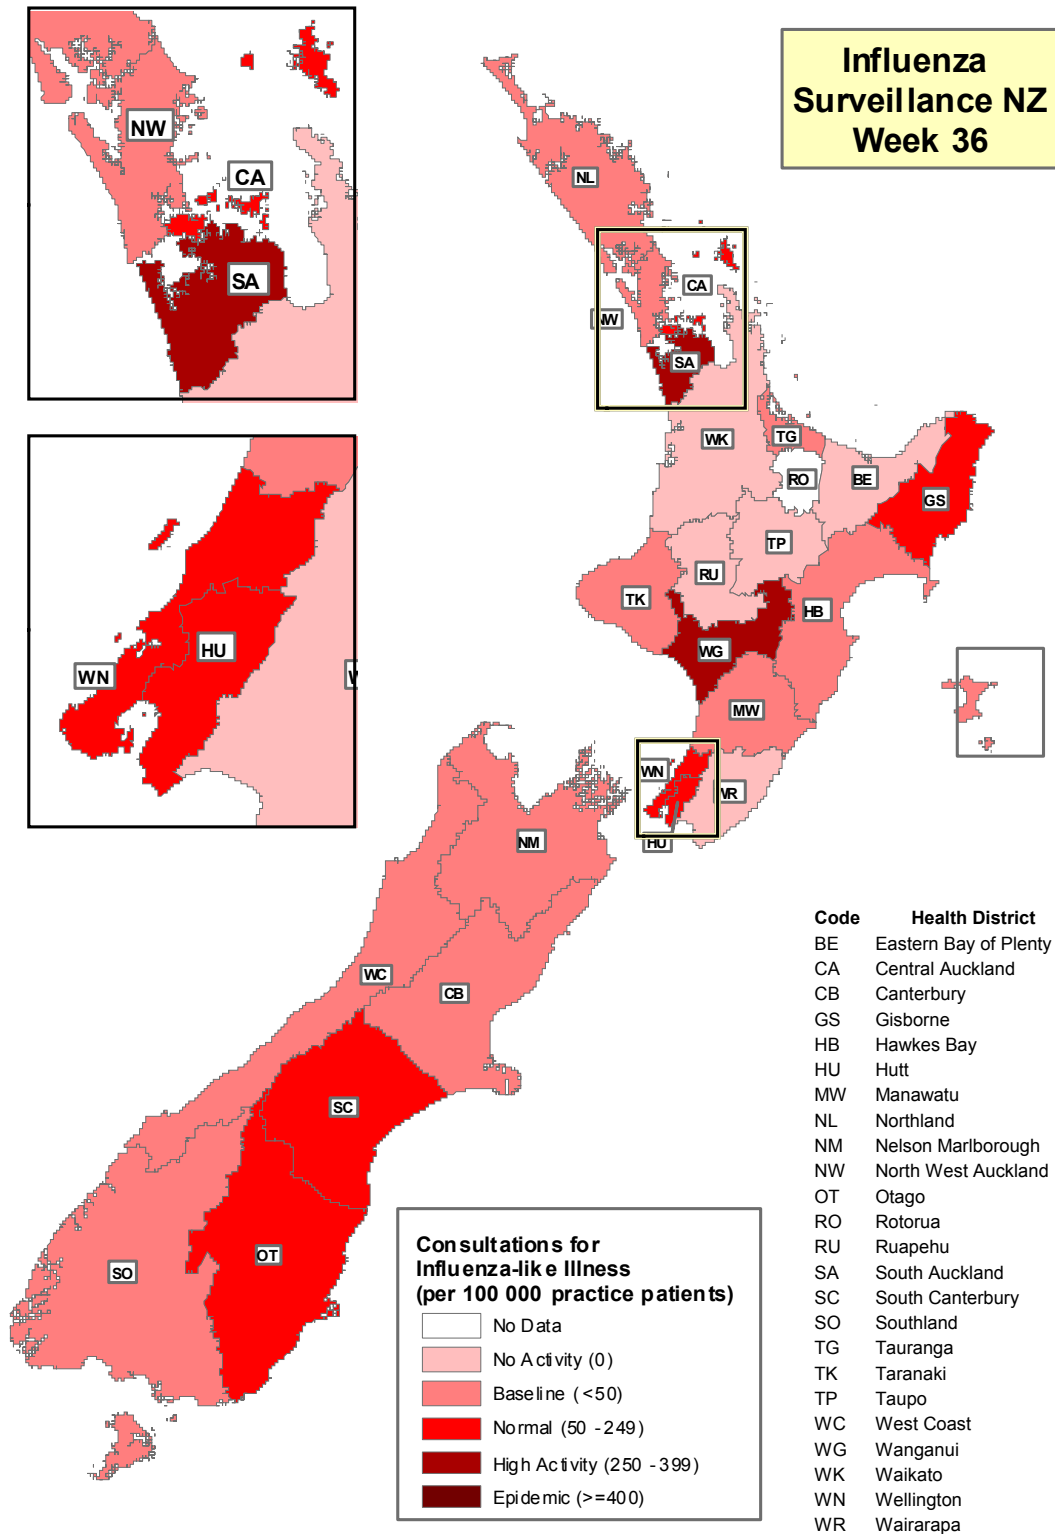 Influenza
Surveillance NZ
Week 36
NW
CA
SA
NL
CA
NW
SA
WK
TG
RO
BE
GS
TP
RU
TK
HB
WG
MW
HU
WN
WN
WR
HU
NM
WC
CB
SC
OT
SO
Consultations for
Influenza-like Illness
(per 100 000 practice patients)
No Data
No Activity (0)
Baseline (<50)
Normal (50 -249)
High Activity (250 -399)
Epidemic (>=400)
Code Health District
BE Eastern Bay of Plenty
CA Central Auckland
CB Canterbury
GS Gisborne
HB Hawkes Bay
HU Hutt
MW Manawatu
NL Northland
NM Nelson Marlborough
NW North West Auckland
OT Otago
RO Rotorua
RU Ruapehu
SA South Auckland
SC South Canterbury
SO Southland
TG Tauranga
TK Taranaki
TP Taupo
WC West Coast
WG Wanganui
WK Waikato
WN Wellington
WR Wairarapa